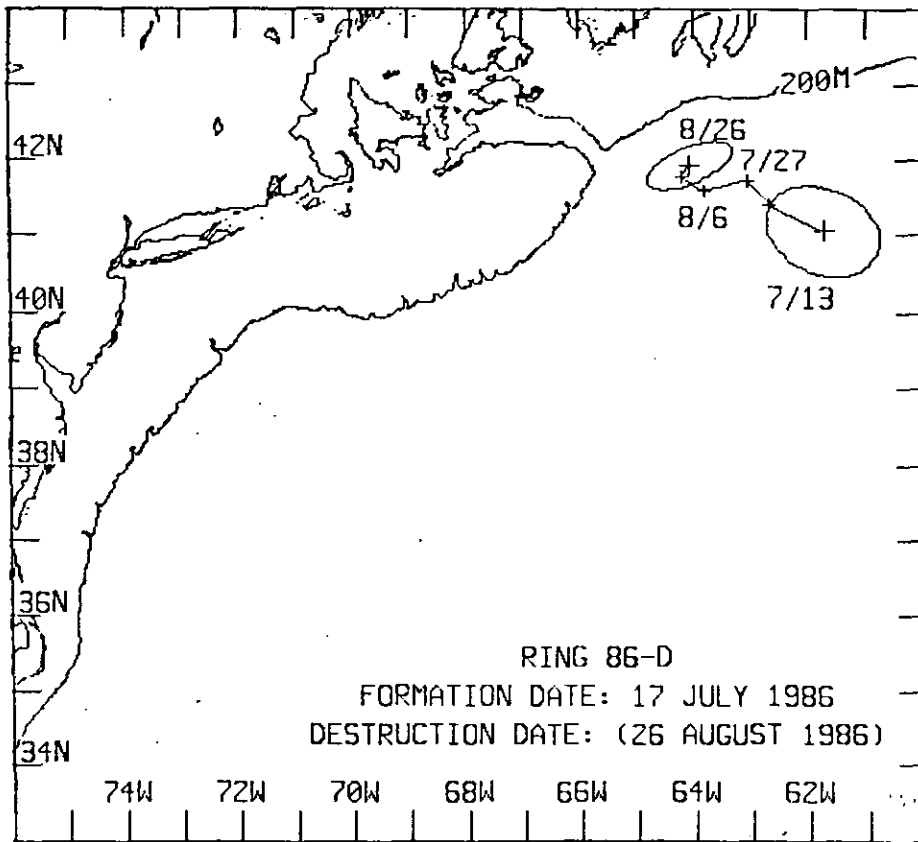 200M
8/26
42N
7/27
8/6
7/13
40N
38N
36N
RING 86-D
FORMATION DATE: 17 JULY 1986
DESTRUCTION DATE: (26 AUGUST 1986)
34N
74W 72W 70W 68W 66W 64W 62W